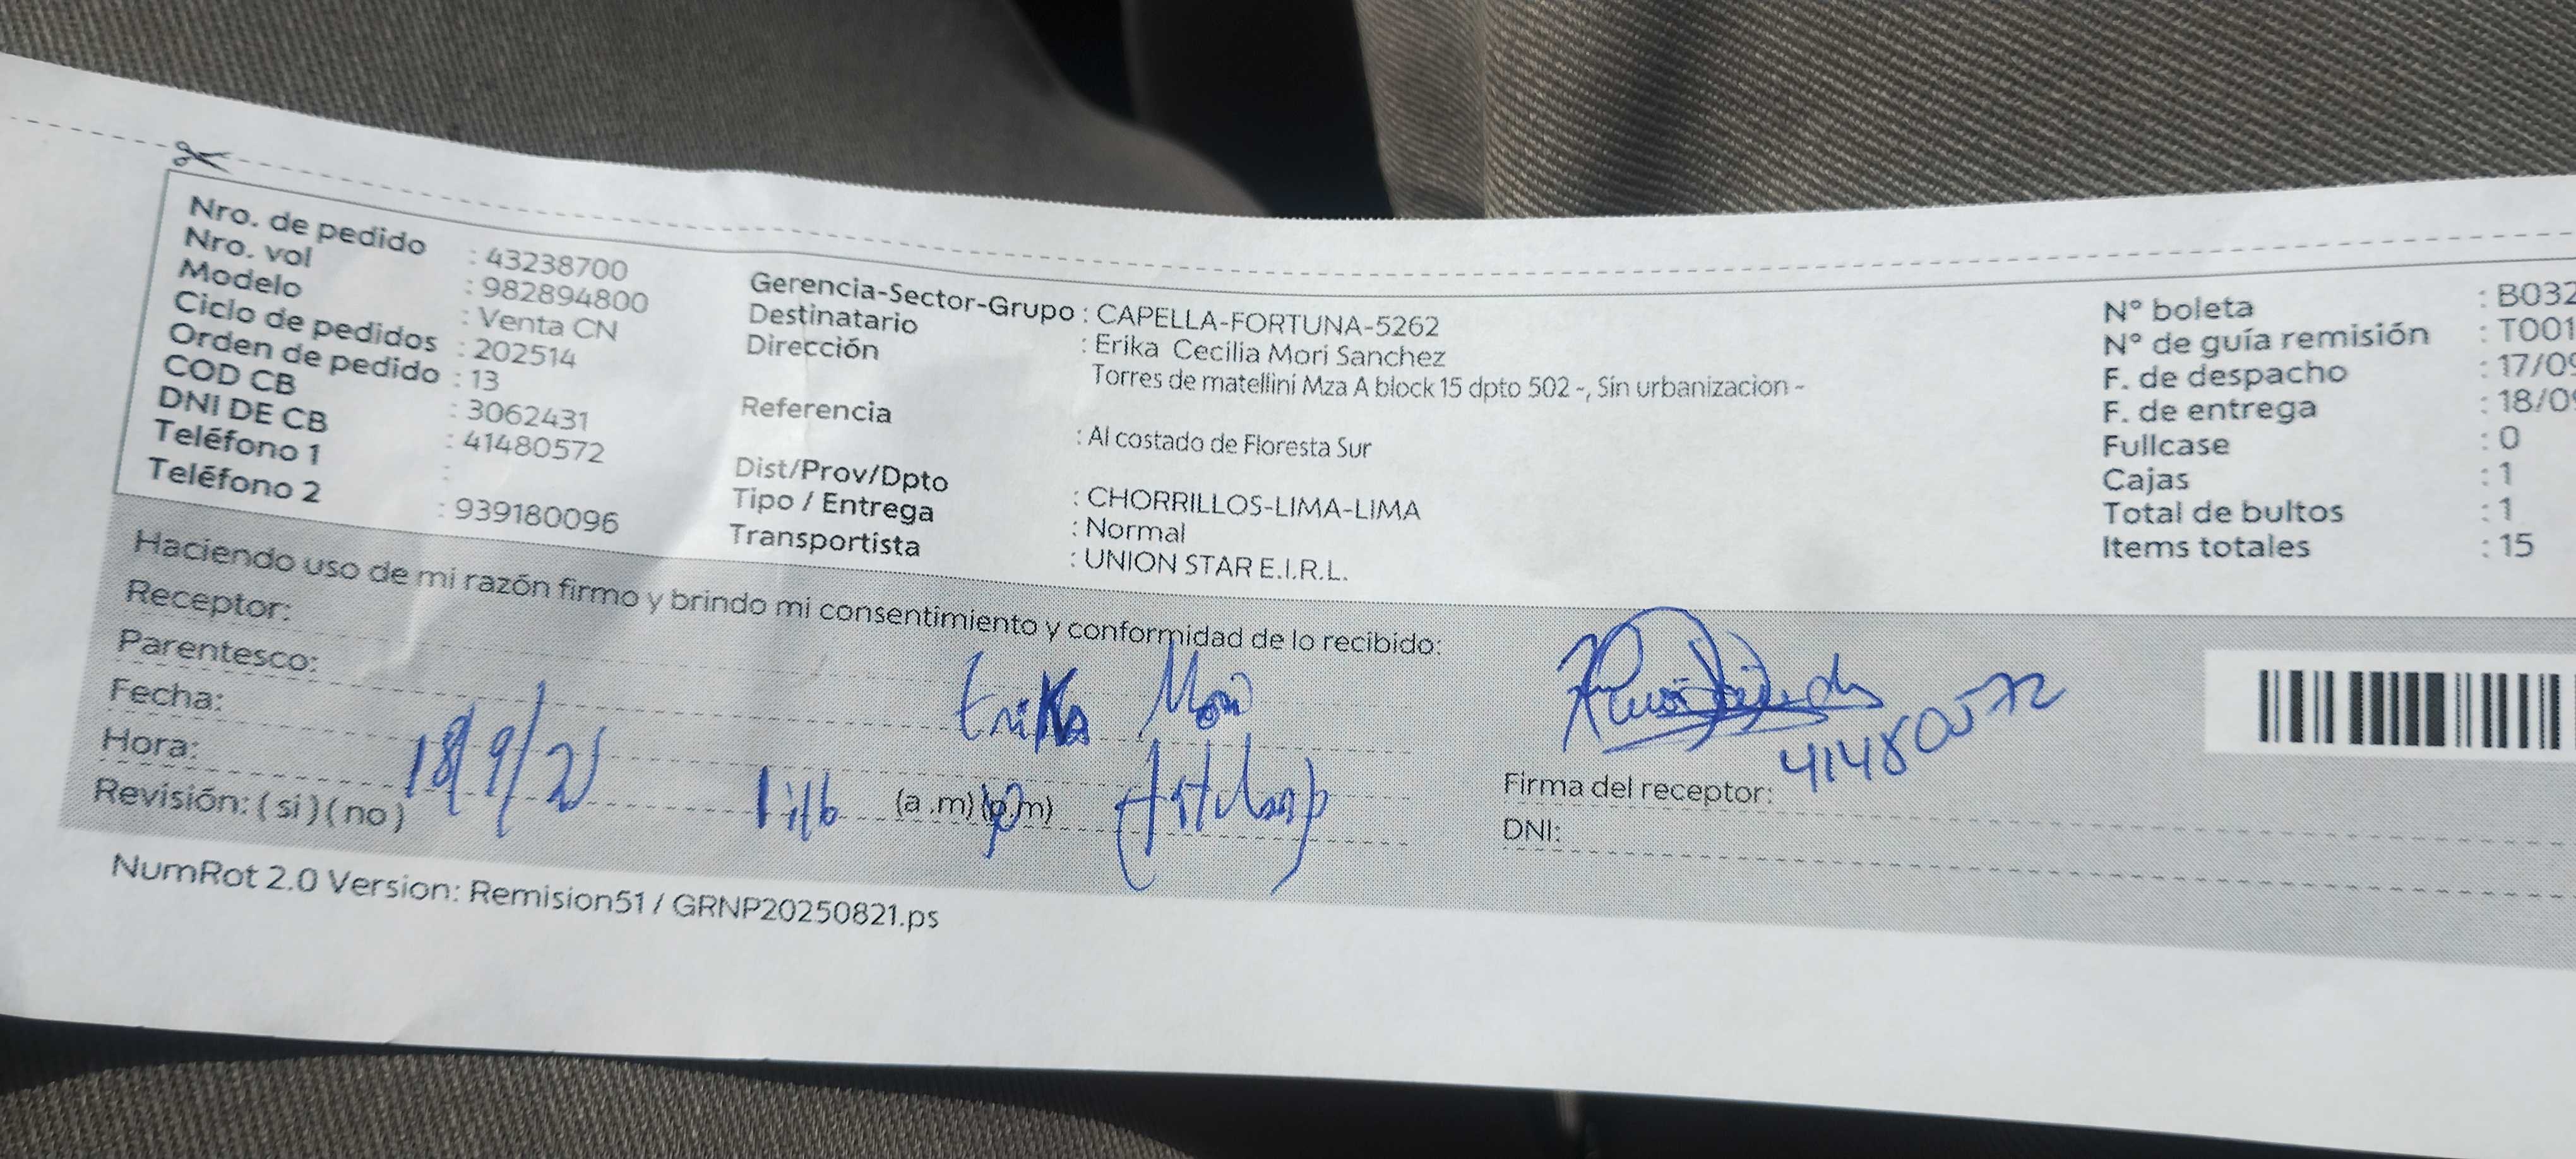 Nro. de pedido : 43238700
Nro. vol : 982894800
Modelo : Venta CN
Ciclo de pedidos : 202514
Orden de pedido : 13
COD CB : 3062431
DNI DE CB : 41480572
Teléfono 1 :
Teléfono 2 : 939180096
Gerencia-Sector-Grupo : CAPELLA-FORTUNA-5262
Destinatario : Erika Cecilia Mori Sanchez
Dirección Torres de matellini Mza A block 15 dpto 502 -, Sin urbanizacion -
Referencia : Al costado de Floresta Sur
Dist/Prov/Dpto : CHORRILLOS-LIMA-LIMA
Tipo / Entrega : Normal
Transportista : UNION STAR E.I.R.L.
N° boleta : B032
N° de guía remisión : T001
F. de despacho : 17/09
F. de entrega : 18/09
Fullcase : 0
Cajas : 1
Total de bultos : 1
Items totales : 15
Haciendo uso de mi razón firmo y brindo mi consentimiento y conformidad de lo recibido:
Receptor: Erika Mori
Parentesco:
Fecha: 18/9/25
Hora: (a .m) (p.m)
Revisión: ( si ) ( no )
41480572
Firma del receptor:
DNI:
NumRot 2.0 Version: Remision51 / GRNP20250821.ps